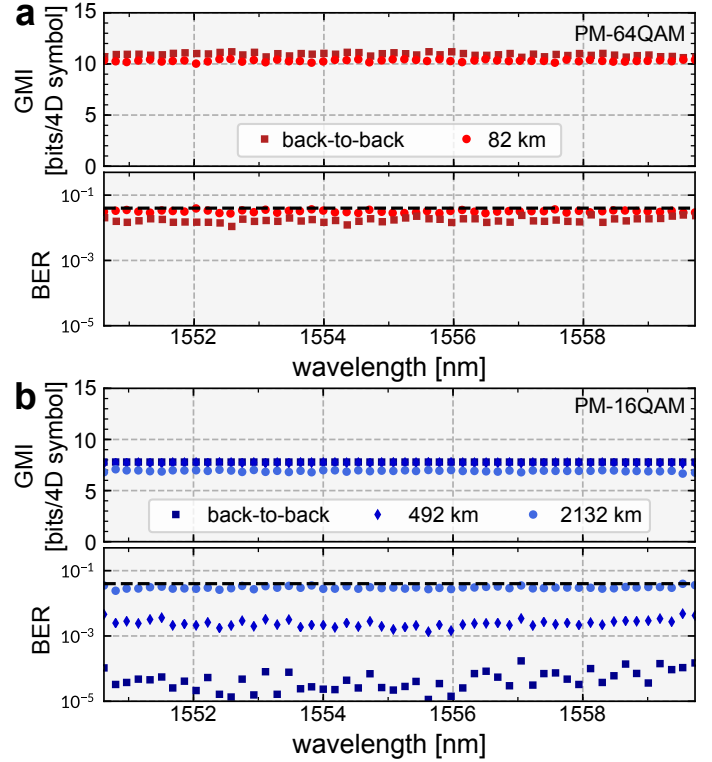 a
PM-64QAM
15
10
5
0
GMI
[bits/4D symbol]
back-to-back
82 km
10⁻¹
10⁻³
10⁻⁵
BER
1552
1554
1556
1558
wavelength [nm]
b
PM-16QAM
15
10
5
0
GMI
[bits/4D symbol]
back-to-back
492 km
2132 km
10⁻¹
10⁻³
10⁻⁵
BER
1552
1554
1556
1558
wavelength [nm]